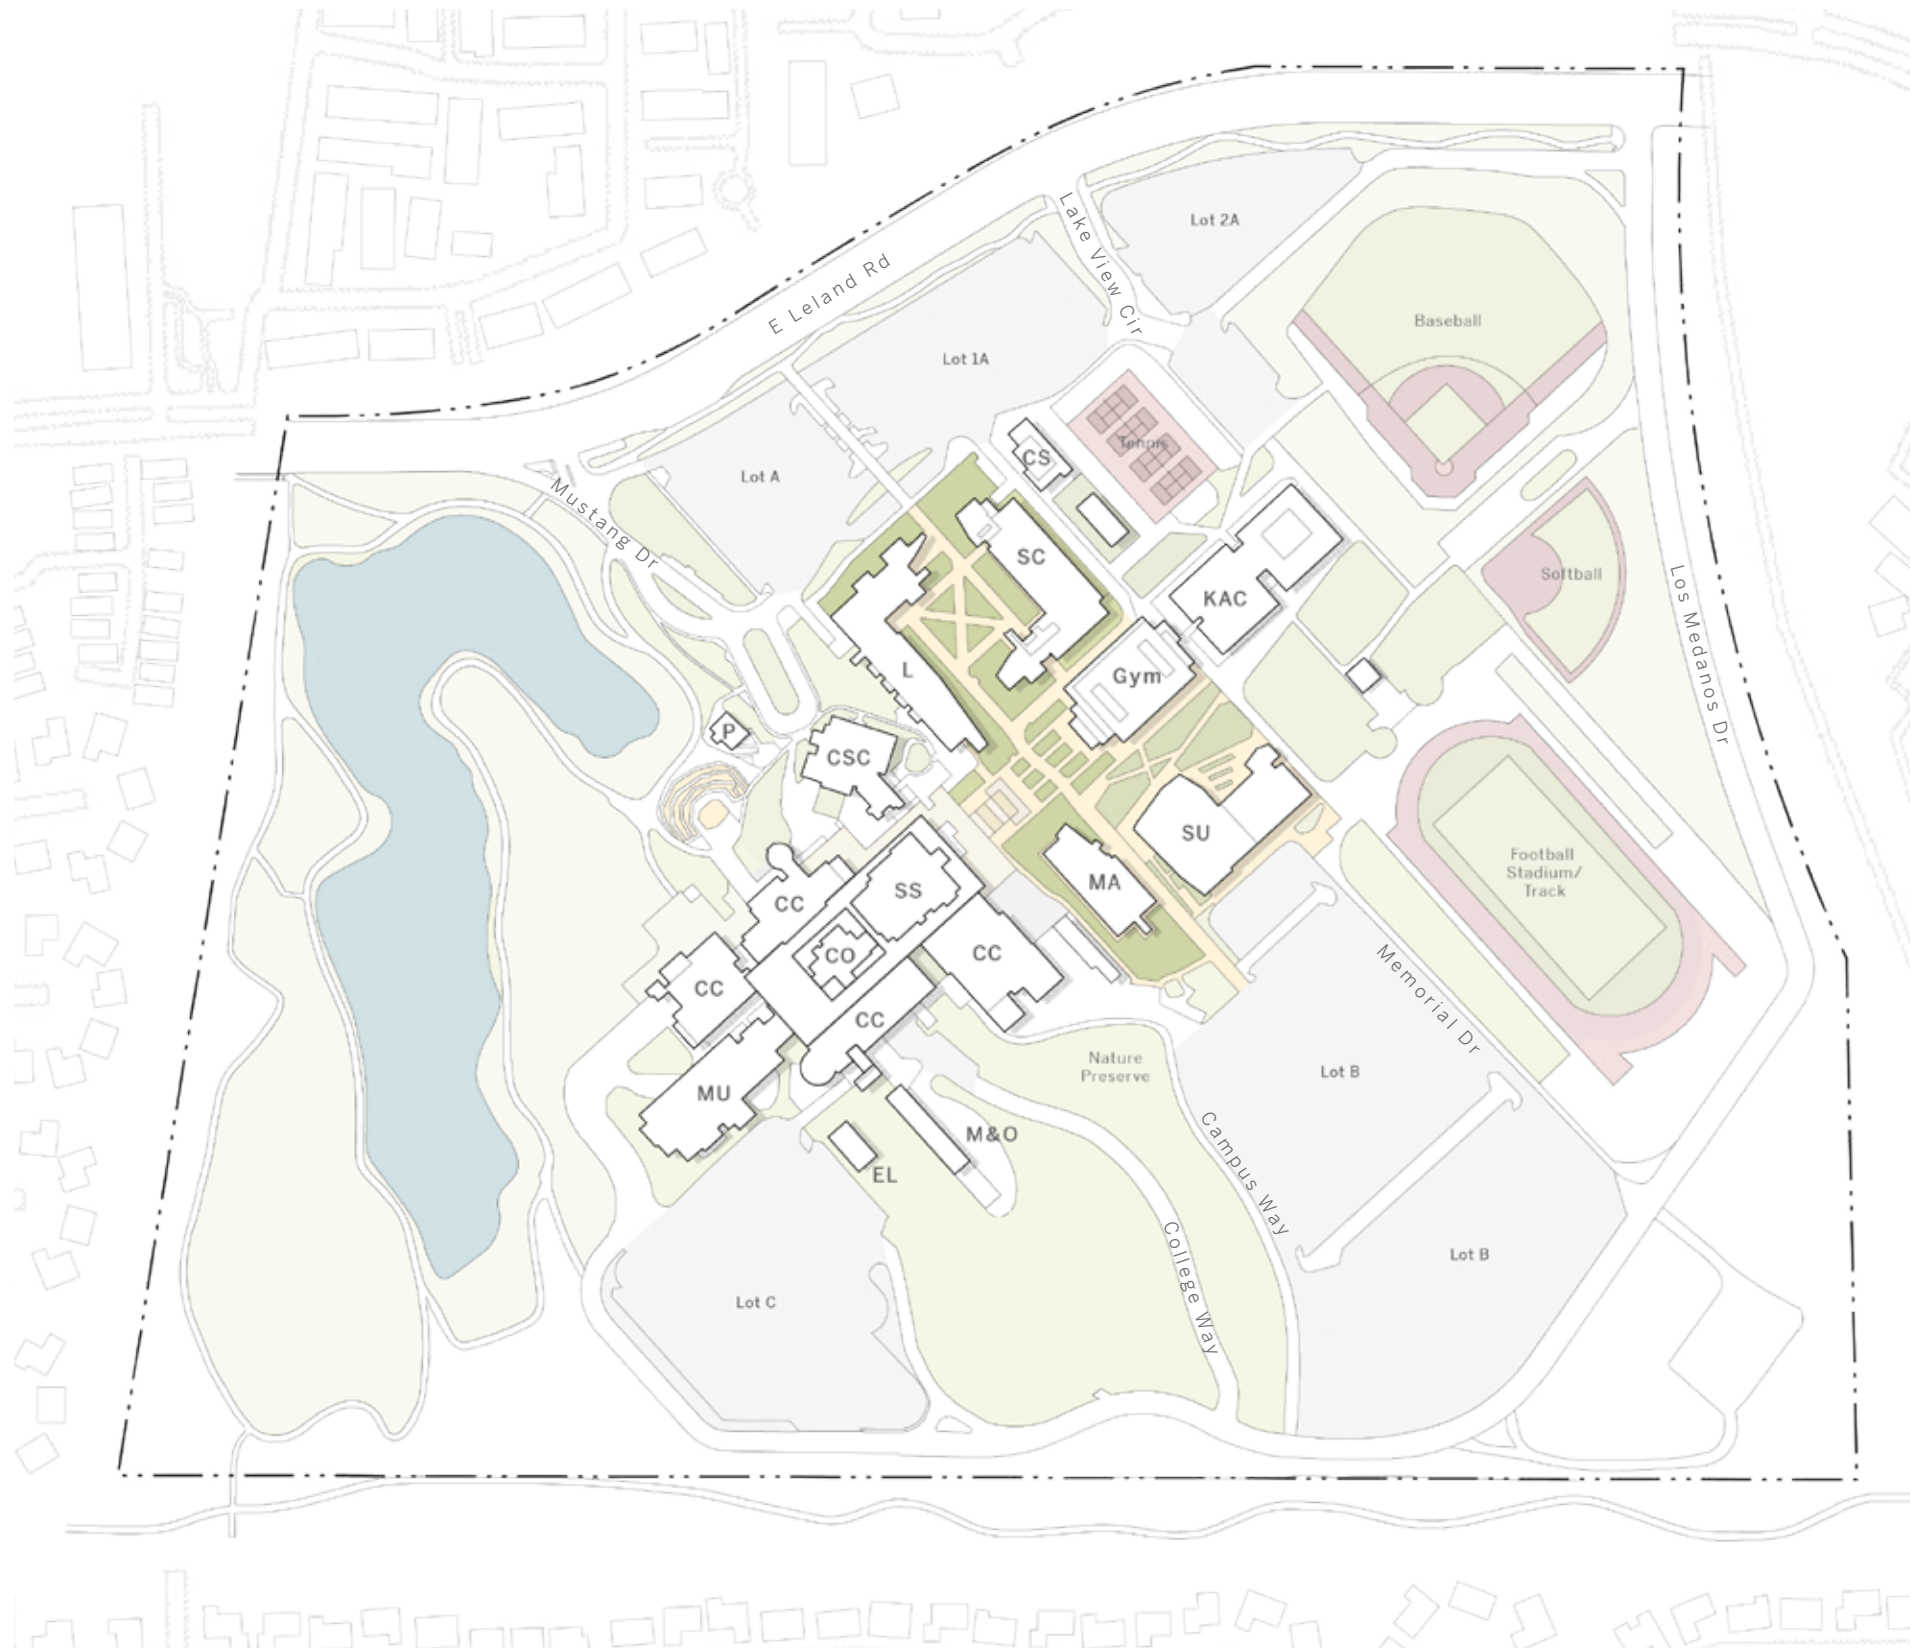 Lot 2A
Lake View Cir
E Leland Rd
Baseball
Lot 1A
Tennis
CS
Lot A
Mustang Dr
SC
Softball
KAC
Los Medanos Dr
L
Gym
P
CSC
SU
Football
Stadium/
Track
MA
SS
CC
CO
CC
CC
Memorial Dr
CC
Nature
Preserve
Lot B
MU
M&O
Campus Way
EL
College Way
Lot B
Lot C